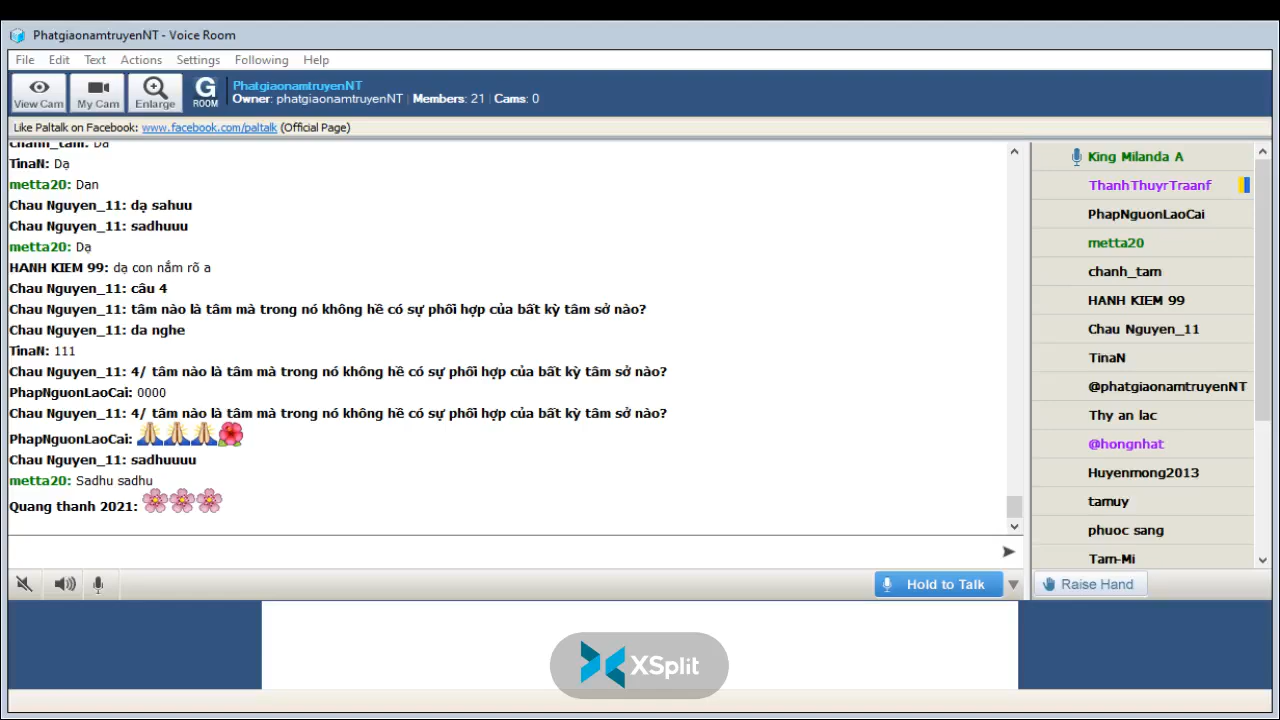 PhatgiaonamtruyenNT - Voice Room
File Edit Text Actions Settings Following Help
View Cam My Cam Enlarge G ROOM
PhatgiaonamtruyenNT
Owner: phatgiaonamtruyenNT | Members: 21 | Cams: 0
Like Paltalk on Facebook: www.facebook.com/paltalk (Official Page)
chanh_tam: Dạ
TinaN: Dạ
metta20: Dan
Chau Nguyen_11: dạ sahuu
Chau Nguyen_11: sadhuuu
metta20: Dạ
HANH KIEM 99: dạ con nắm rõ a
Chau Nguyen_11: câu 4
Chau Nguyen_11: tâm nào là tâm mà trong nó không hề có sự phối hợp của bất kỳ tâm sở nào?
Chau Nguyen_11: da nghe
TinaN: 111
Chau Nguyen_11: 4/ tâm nào là tâm mà trong nó không hề có sự phối hợp của bất kỳ tâm sở nào?
PhapNguonLaoCai: 0000
Chau Nguyen_11: 4/ tâm nào là tâm mà trong nó không hề có sự phối hợp của bất kỳ tâm sở nào?
PhapNguonLaoCai:
Chau Nguyen_11: sadhuuuu
metta20: Sadhu sadhu
Quang thanh 2021:
King Milanda A
ThanhThuyrTraanf
PhapNguonLaoCai
metta20
chanh_tam
HANH KIEM 99
Chau Nguyen_11
TinaN
@phatgiaonamtruyenNT
Thy an lac
@hongnhat
Huyenmong2013
tamuy
phuoc sang
Tam-Mi
Hold to Talk
Raise Hand
XSplit